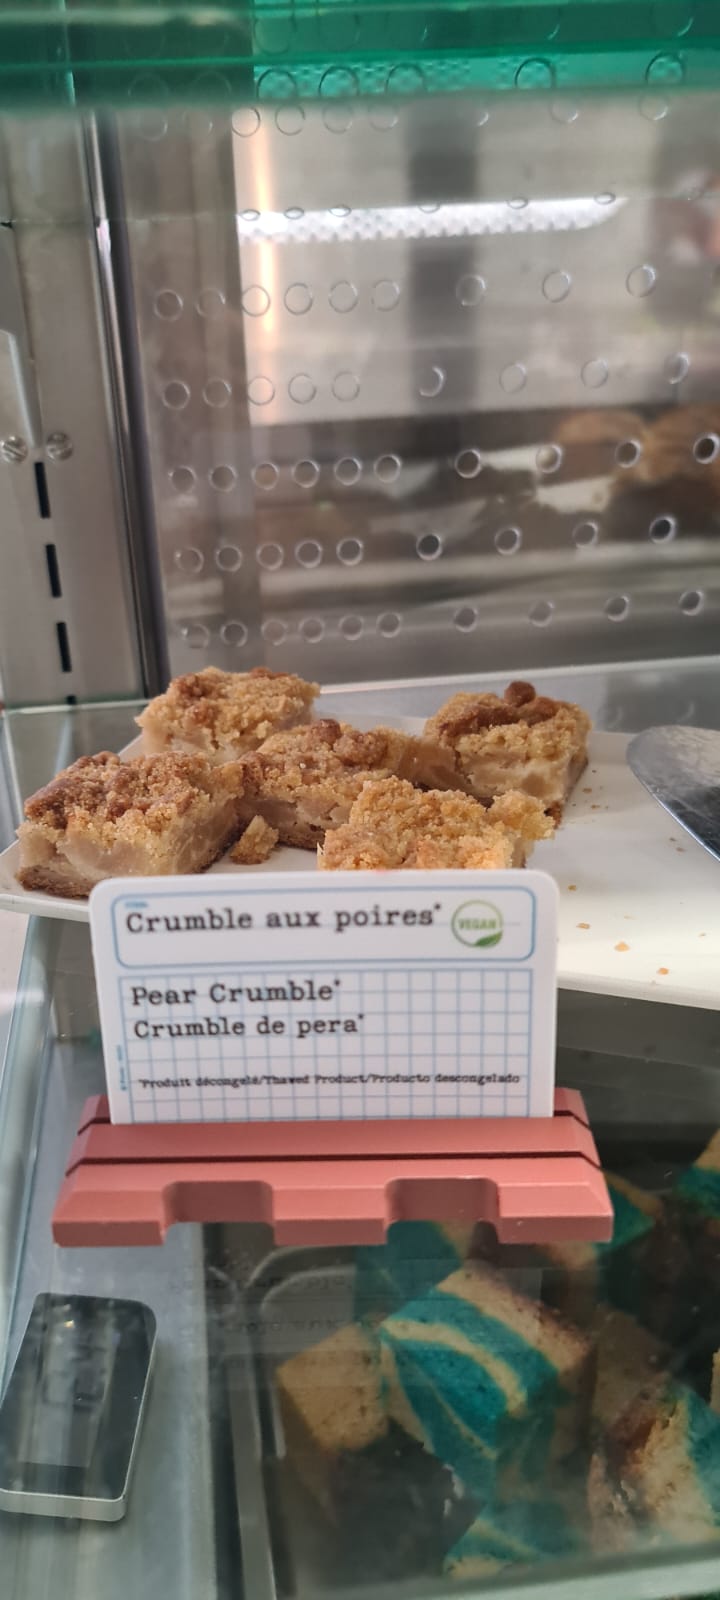 Crumble aux poires*
VEGAN
Pear Crumble*
Crumble de pera*
*Produit décongelé/Thawed Product/Producto descongelado